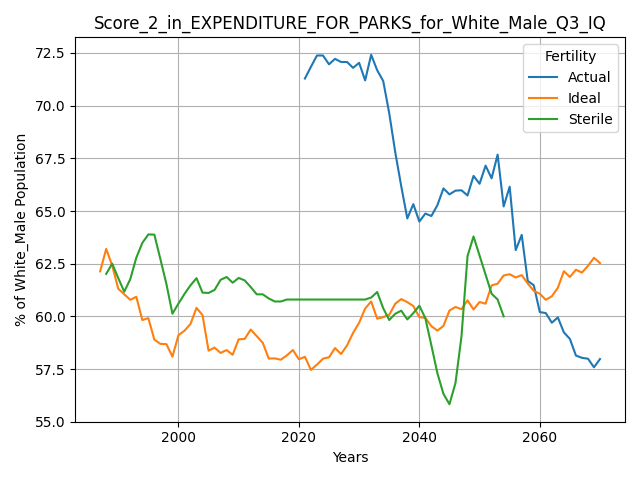 Score_2_in_EXPENDITURE_FOR_PARKS_for_White_Male_Q3_IQ
Fertility
Actual
Ideal
Sterile
% of White_Male Population
72.5
70.0
67.5
65.0
62.5
60.0
57.5
55.0
2000
2020
2040
2060
Years